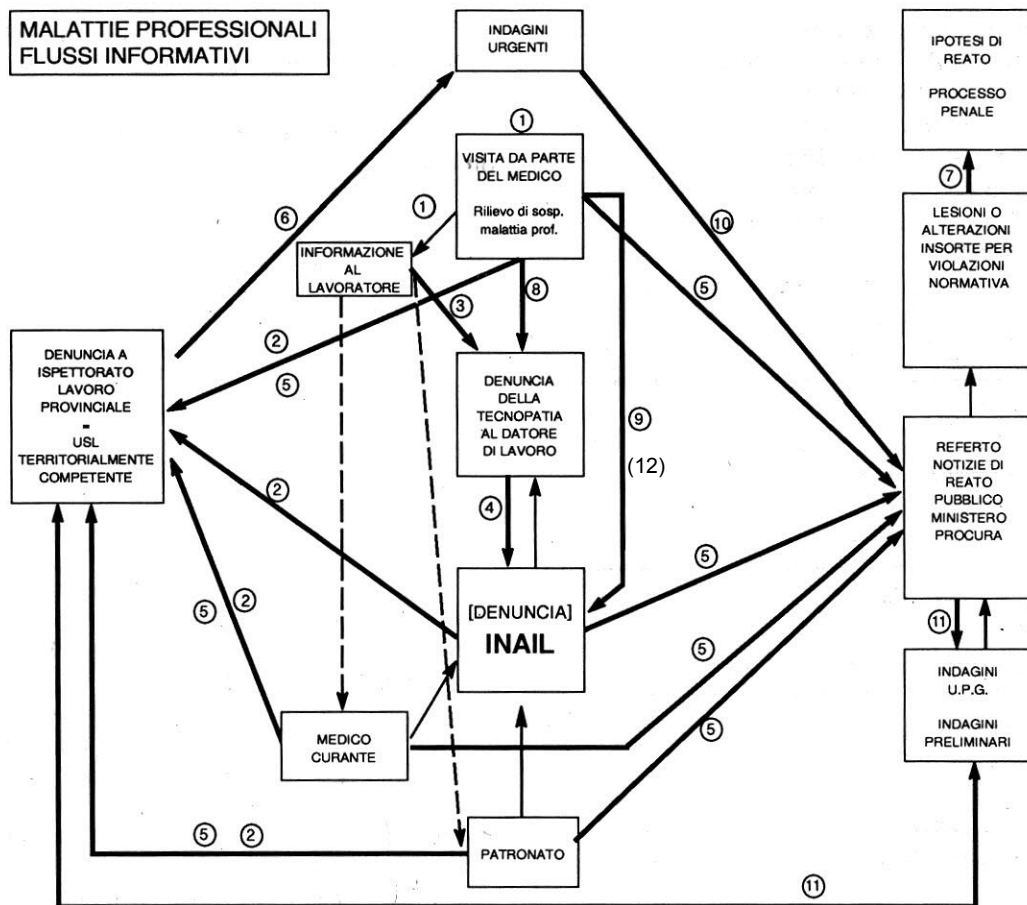 MALATTIE PROFESSIONALI
FLUSSI INFORMATIVI
INDAGINI
URGENTI
IPOTESI DI
REATO
PROCESSO
PENALE
①
VISITA DA PARTE
DEL MEDICO
Rilievo di sosp.
malattia prof.
⑦
LESIONI O
ALTERAZIONI
INSORTE PER
VIOLAZIONI
NORMATIVA
⑥
①
⑩
INFORMAZIONE
AL
LAVORATORE
③
⑧
⑤
②
⑤
DENUNCIA A
ISPETTORATO
LAVORO
PROVINCIALE
=
USL
TERRITORIALMENTE
COMPETENTE
DENUNCIA
DELLA
TECNOPATIA
AL DATORE
DI LAVORO
⑨
(12)
REFERTO
NOTIZIE DI
REATO
PUBBLICO
MINISTERO
PROCURA
②
④
⑤
[DENUNCIA]
INAIL
⑤
②
⑤
⑪
INDAGINI
U.P.G.
INDAGINI
PRELIMINARI
MEDICO
CURANTE
⑤
⑤
②
PATRONATO
⑪